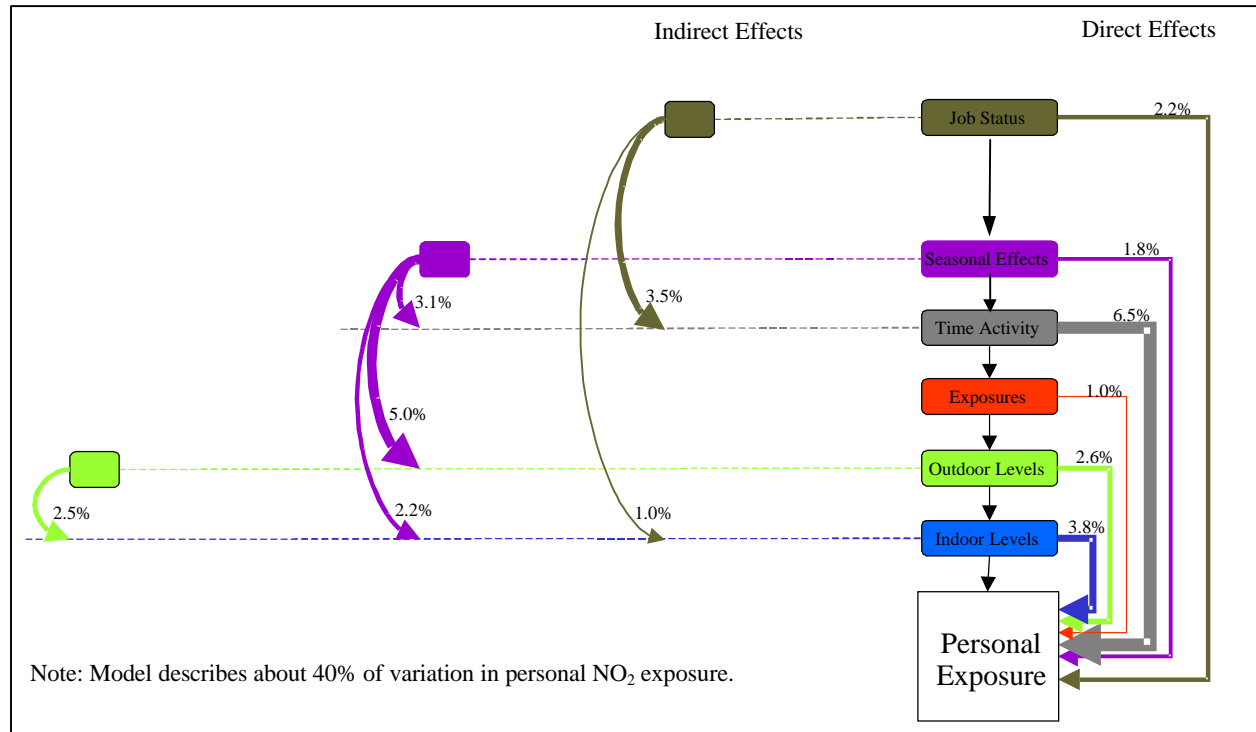 Indirect Effects
Direct Effects
Job Status
2.2%
Seasonal Effects
1.8%
3.1%
3.5%
Time Activity
6.5%
Exposures
1.0%
5.0%
Outdoor Levels
2.6%
2.5%
2.2%
1.0%
Indoor Levels
3.8%
Personal
Exposure
Note: Model describes about 40% of variation in personal NO₂ exposure.